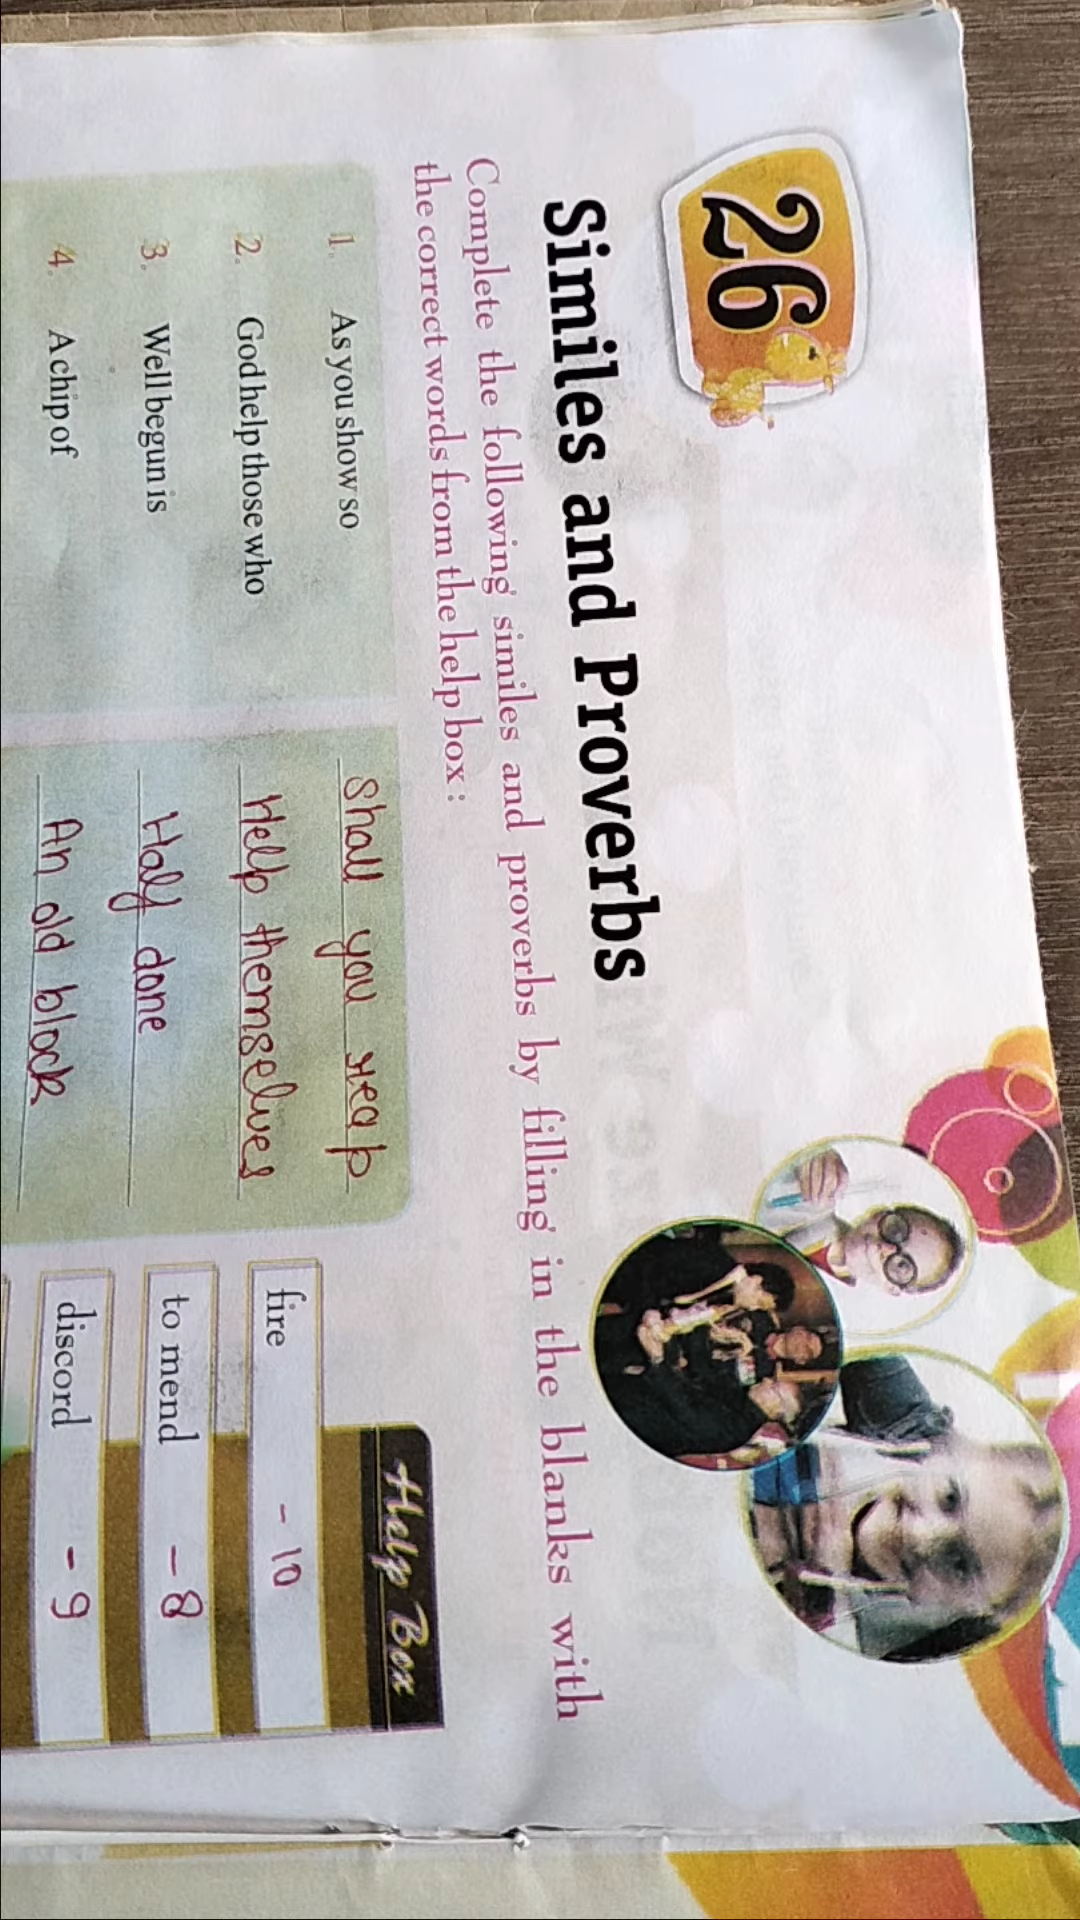 26
Similes and Proverbs
Complete the following similes and proverbs by filling in the blanks with
the correct words from the help box :
Help Box
1. As you show so shall you reap
2. God help those who Help themselves
fire - 10
3. Well begun is Half done
to mend - 8
4. A chip of An old block
discord - 9